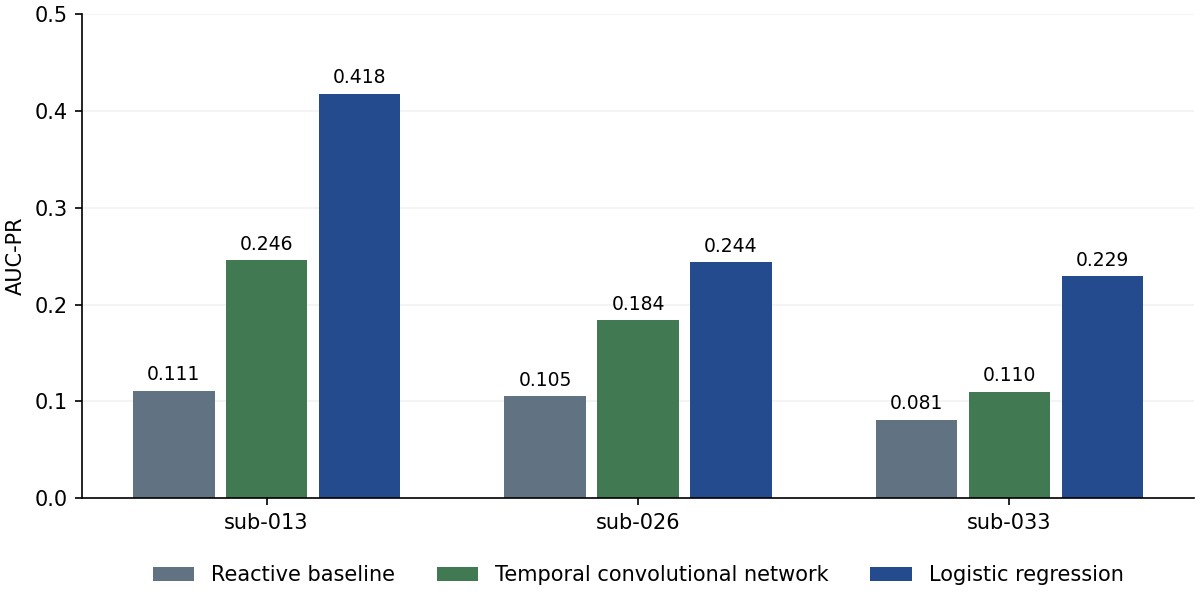 0.5
0.4
0.3
0.2
0.1
0.0
AUC-PR
0.111
0.246
0.418
0.105
0.184
0.244
0.081
0.110
0.229
sub-013
sub-026
sub-033
Reactive baseline
Temporal convolutional network
Logistic regression